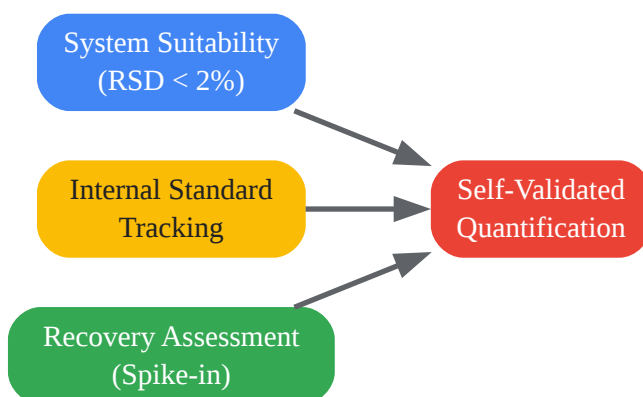 System Suitability
(RSD < 2%)
Internal Standard
Tracking
Self-Validated
Quantification
Recovery Assessment
(Spike-in)